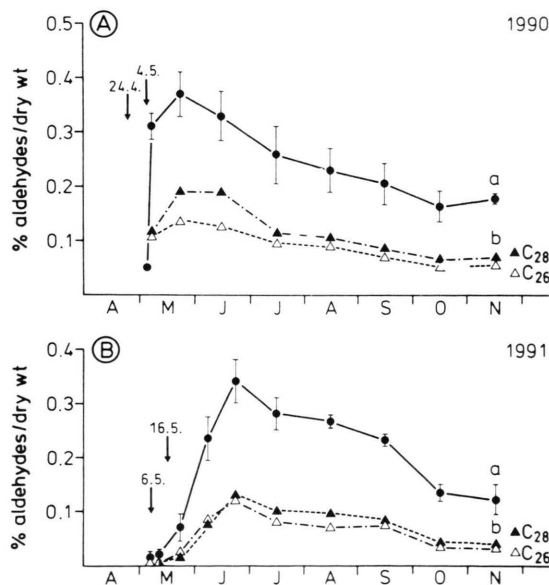 A
1990
% aldehydes/dry wt
0.5
0.4
0.3
0.2
0.1
24.4.
4.5.
a
b
C28
C26
A M J J A S O N
B
1991
% aldehydes/dry wt
0.4
0.3
0.2
0.1
6.5.
16.5.
a
b
C28
C26
A M J J A S O N